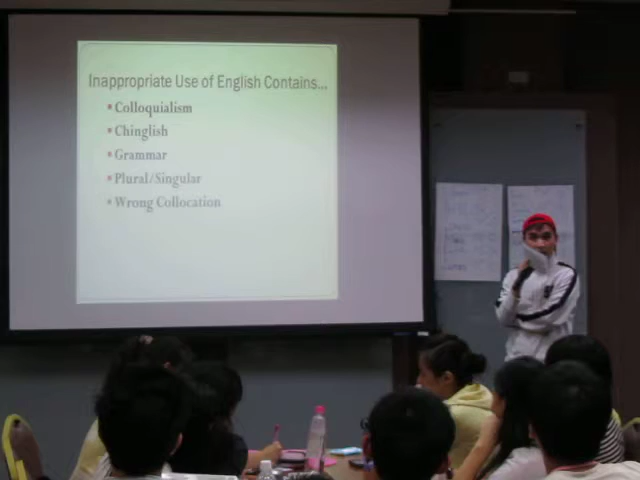 Inappropriate Use of English Contains...
Colloquialism
Chinglish
Grammar
Plural/Singular
Wrong Collocation